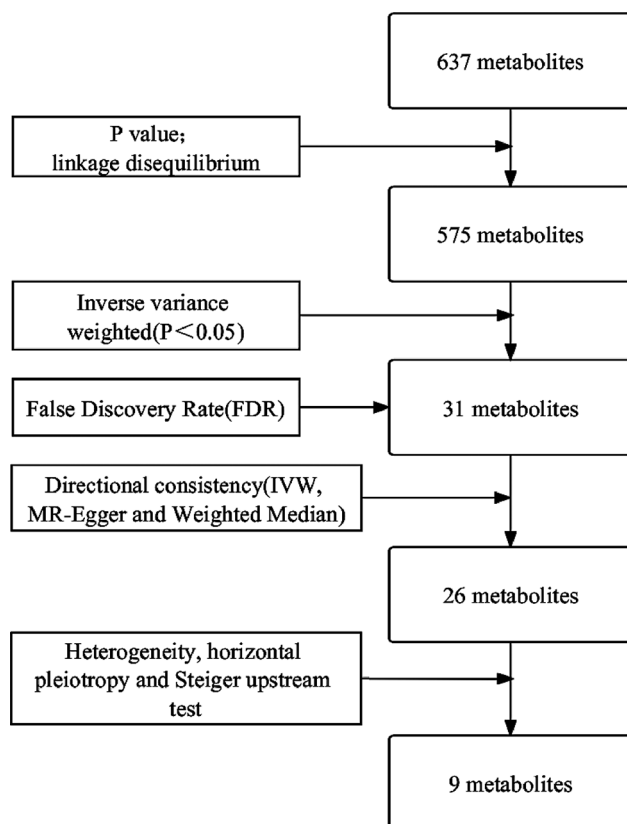 637 metabolites
P value;
linkage disequilibrium
575 metabolites
Inverse variance
weighted(P＜0.05)
31 metabolites
False Discovery Rate(FDR)
Directional consistency(IVW,
MR-Egger and Weighted Median)
26 metabolites
Heterogeneity, horizontal
pleiotropy and Steiger upstream
test
9 metabolites